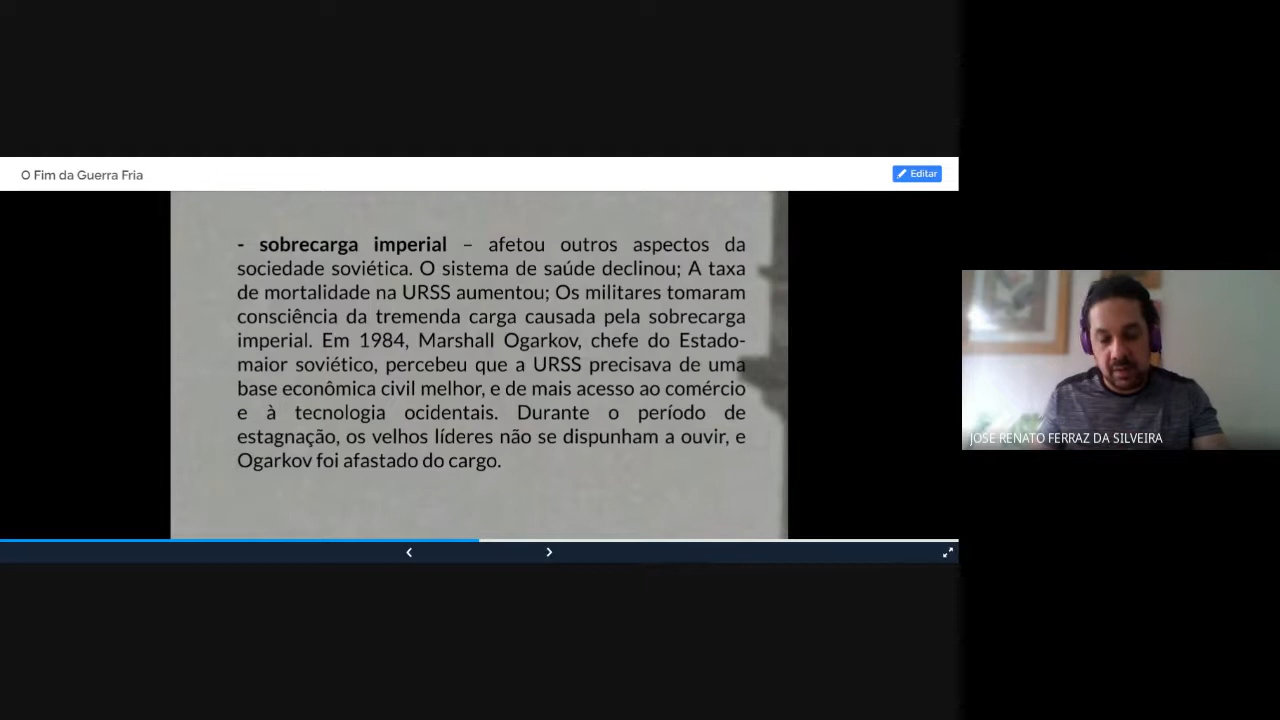 O Fim da Guerra Fria
Editar
- sobrecarga imperial – afetou outros aspectos da
sociedade soviética. O sistema de saúde declinou; A taxa
de mortalidade na URSS aumentou; Os militares tomaram
consciência da tremenda carga causada pela sobrecarga
imperial. Em 1984, Marshall Ogarkov, chefe do Estado-
maior soviético, percebeu que a URSS precisava de uma
base econômica civil melhor, e de mais acesso ao comércio
e à tecnologia ocidentais. Durante o período de
estagnação, os velhos líderes não se dispunham a ouvir, e
Ogarkov foi afastado do cargo.
JOSE RENATO FERRAZ DA SILVEIRA